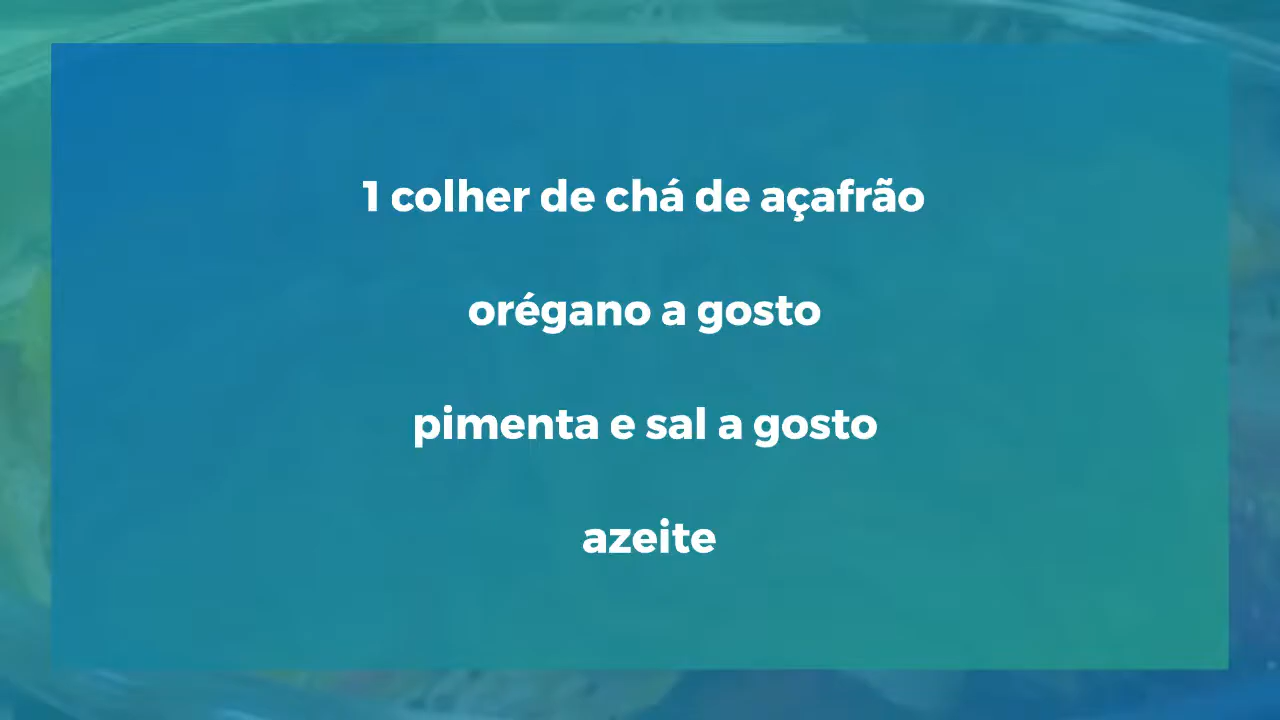 1 colher de chá de açafrão
orégano a gosto
pimenta e sal a gosto
azeite